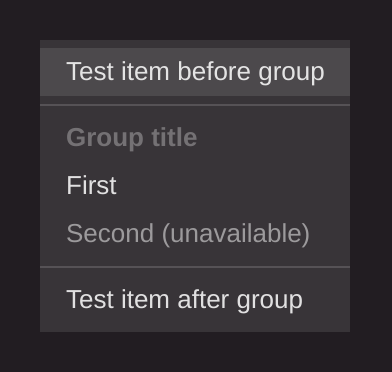 Test item before group
Group title
First
Second (unavailable)
Test item after group